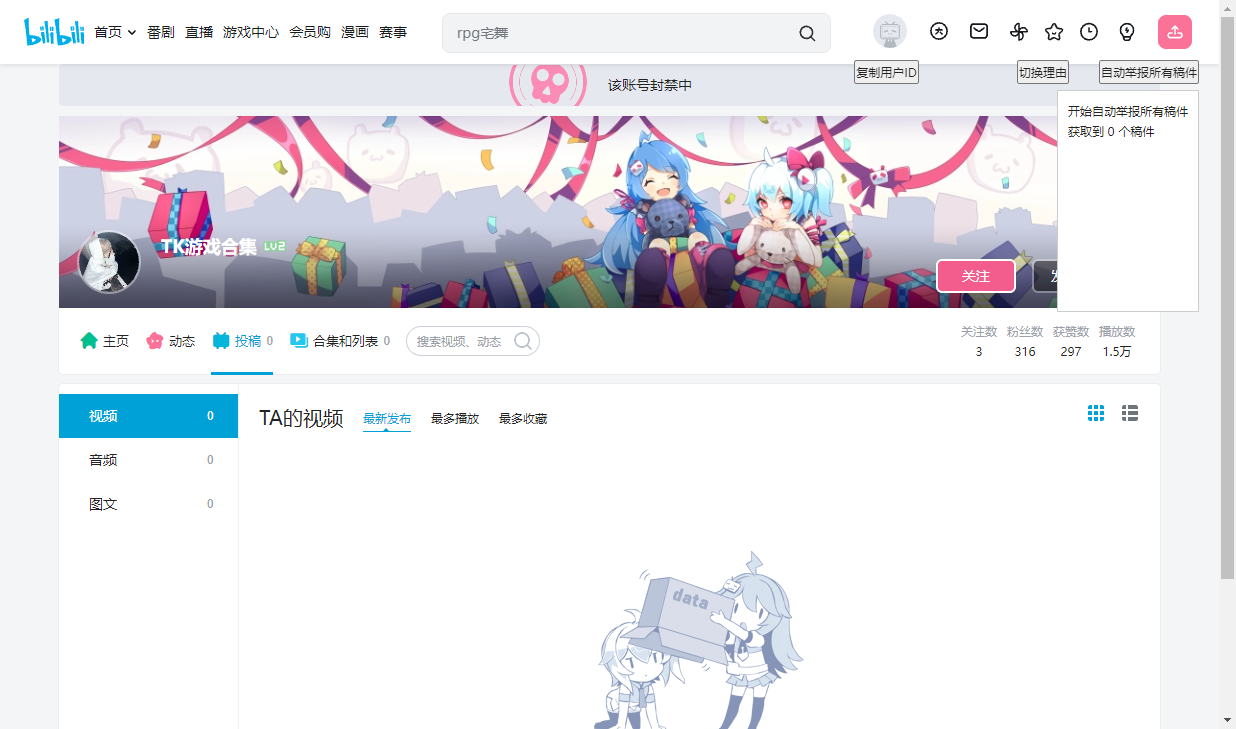 bilibili 首页 番剧 直播 游戏中心 会员购 漫画 赛事 rpg宅舞
复制用户ID 切换理由 自动举报所有稿件
该账号封禁中
开始自动举报所有稿件
获取到 0 个稿件
TK游戏合集 LV2
关注 发
主页 动态 投稿 0 合集和列表 0 搜索视频、动态
关注数 粉丝数 获赞数 播放数
3 316 297 1.5万
视频 0
音频 0
图文 0
TA的视频 最新发布 最多播放 最多收藏
data